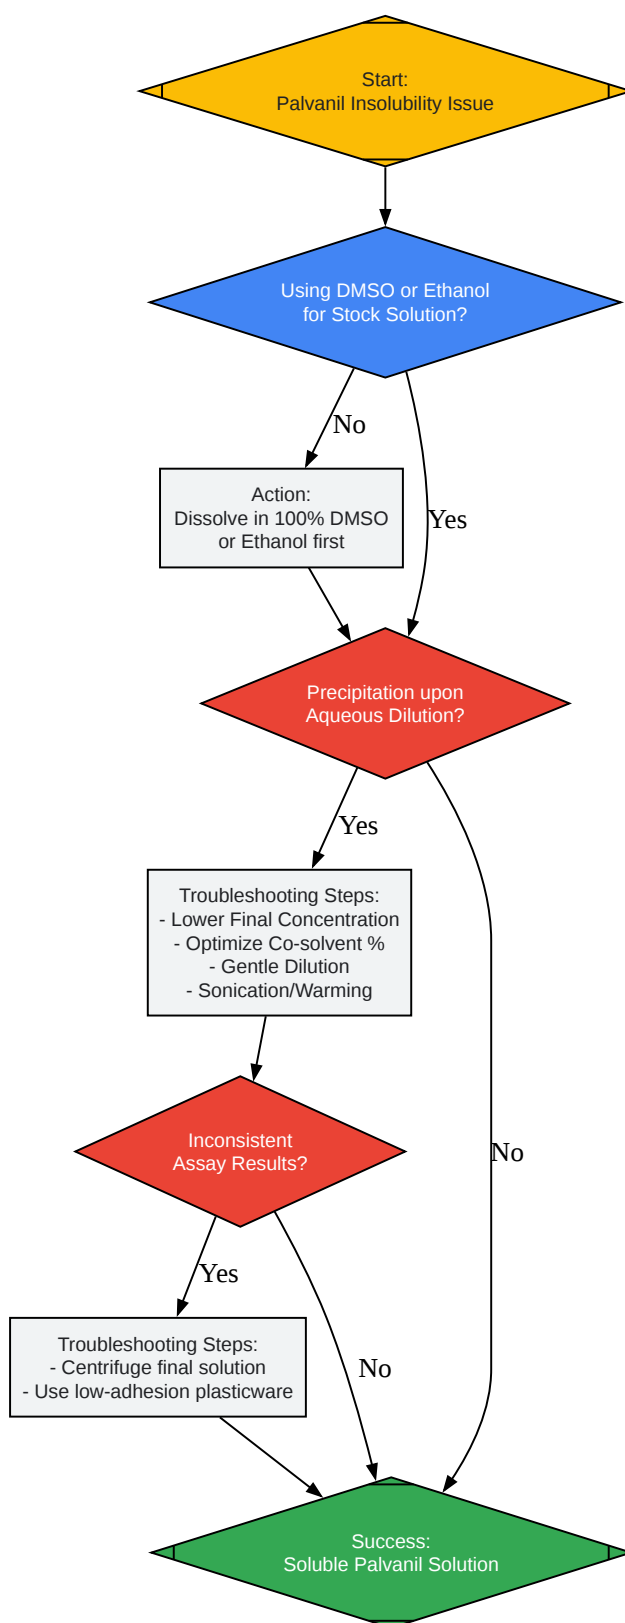 Start:
Palvanil Insolubility Issue
Using DMSO or Ethanol
for Stock Solution?
No
Yes
Action:
Dissolve in 100% DMSO
or Ethanol first
Precipitation upon
Aqueous Dilution?
Yes
No
Troubleshooting Steps:
- Lower Final Concentration
- Optimize Co-solvent %
- Gentle Dilution
- Sonication/Warming
Inconsistent
Assay Results?
Yes
No
Troubleshooting Steps:
- Centrifuge final solution
- Use low-adhesion plasticware
Success:
Soluble Palvanil Solution